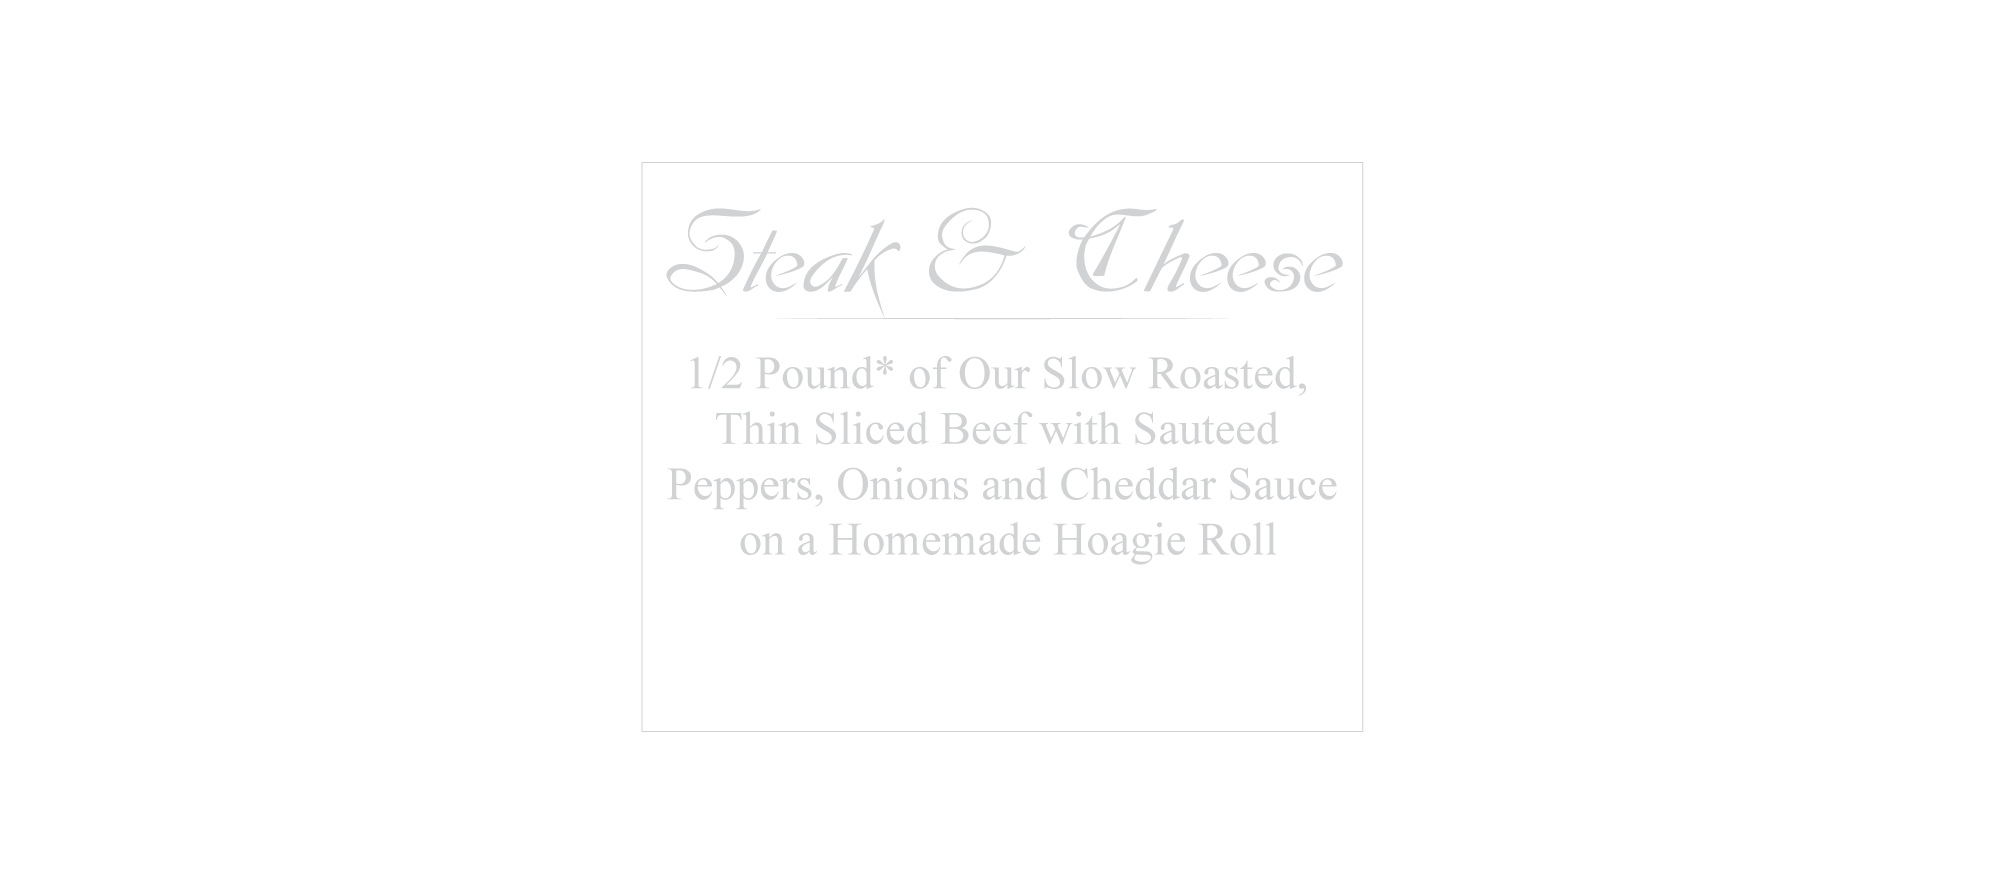 Steak & Cheese
1/2 Pound* of Our Slow Roasted,
Thin Sliced Beef with Sauteed
Peppers, Onions and Cheddar Sauce
on a Homemade Hoagie Roll